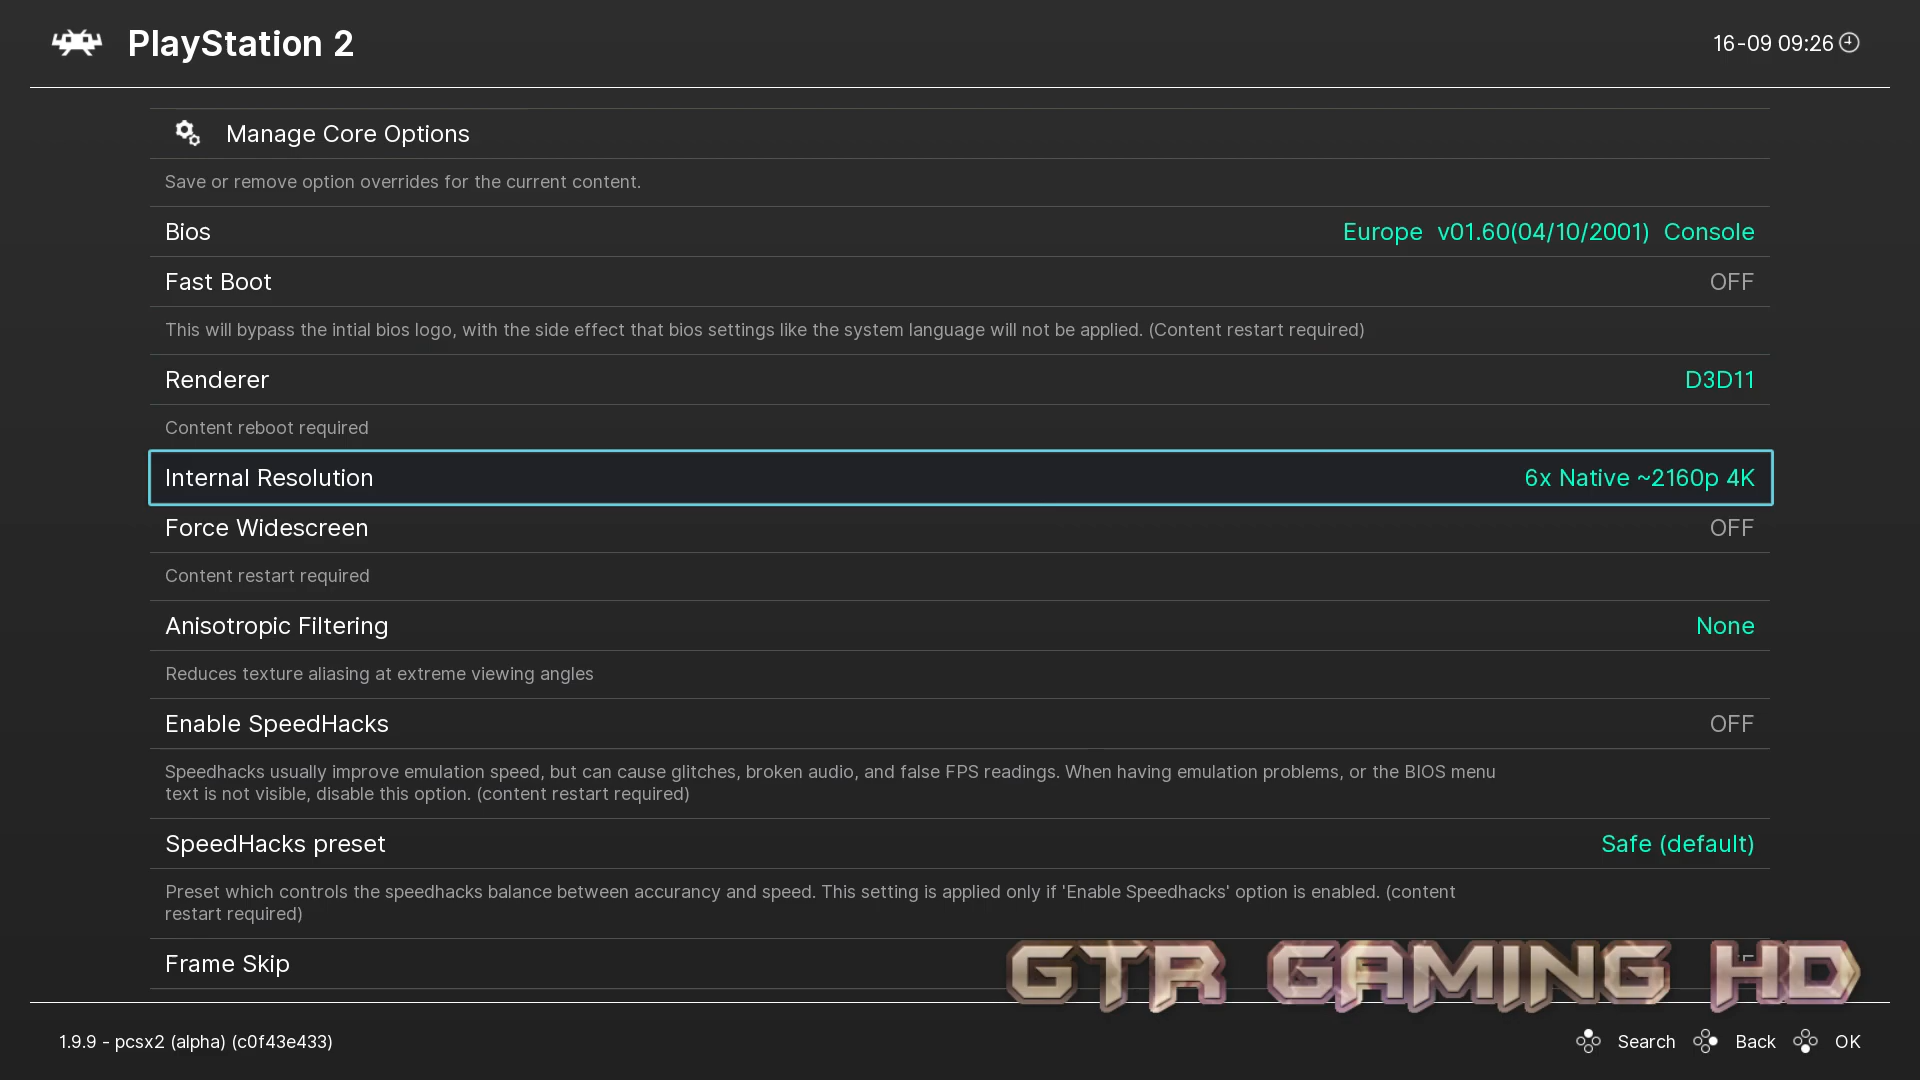 PlayStation 2
16-09 09:26
Manage Core Options
Save or remove option overrides for the current content.
Bios
Europe v01.60(04/10/2001) Console
Fast Boot
OFF
This will bypass the intial bios logo, with the side effect that bios settings like the system language will not be applied. (Content restart required)
Renderer
D3D11
Content reboot required
Internal Resolution
6x Native ~2160p 4K
Force Widescreen
OFF
Content restart required
Anisotropic Filtering
None
Reduces texture aliasing at extreme viewing angles
Enable SpeedHacks
OFF
Speedhacks usually improve emulation speed, but can cause glitches, broken audio, and false FPS readings. When having emulation problems, or the BIOS menu
text is not visible, disable this option. (content restart required)
SpeedHacks preset
Safe (default)
Preset which controls the speedhacks balance between accurancy and speed. This setting is applied only if 'Enable Speedhacks' option is enabled. (content
restart required)
Frame Skip
GTR GAMING HD
1.9.9 - pcsx2 (alpha) (c0f43e433)
Search
Back
OK